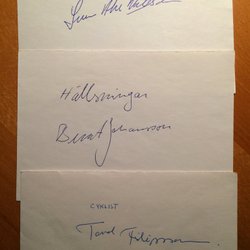 Hälsningar
Bernt Johansson
CYKLIST
Tord Filipsson